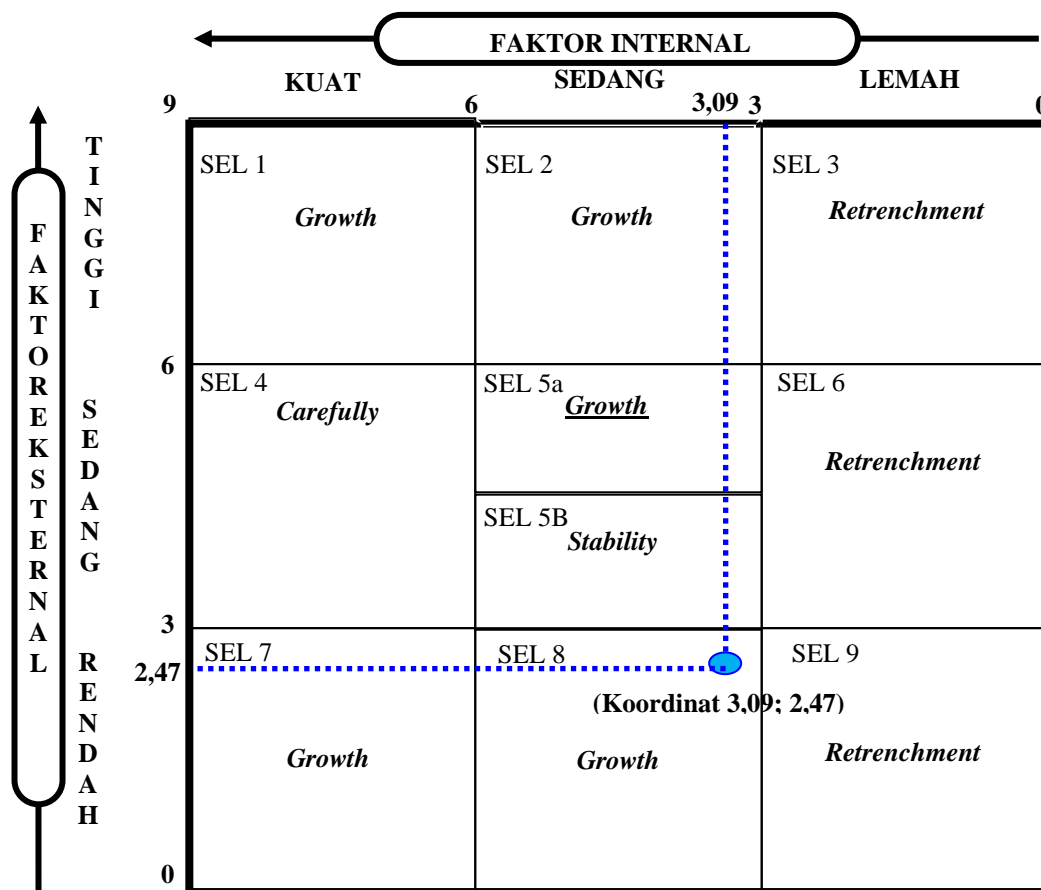 FAKTOR INTERNAL
KUAT SEDANG LEMAH
9 6 3,09 3 0
TINGGI
SEDANG
RENDAH
FAKTOREKSTERNAL
SEL 1 SEL 2 SEL 3
Growth Growth Retrenchment
6
SEL 4 SEL 5a SEL 6
Carefully Growth
Retrenchment
SEL 5B
Stability
3
SEL 7 SEL 8 SEL 9
2,47
(Koordinat 3,09; 2,47)
Growth Growth Retrenchment
0